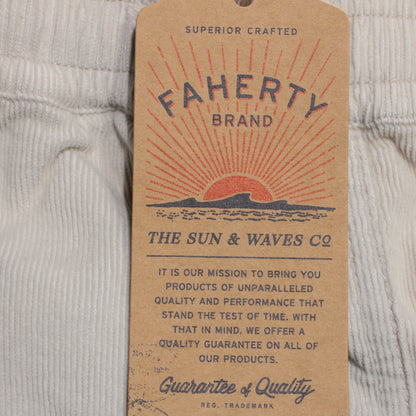 SUPERIOR CRAFTED
FAHERTY
BRAND
THE SUN & WAVES CO
IT IS OUR MISSION TO BRING YOU
PRODUCTS OF UNPARALLELED
QUALITY AND PERFORMANCE THAT
STAND THE TEST OF TIME. WITH
THAT IN MIND, WE OFFER A
QUALITY GUARANTEE ON ALL OF
OUR PRODUCTS.
Guarantee of Quality
REG. TRADEMARK